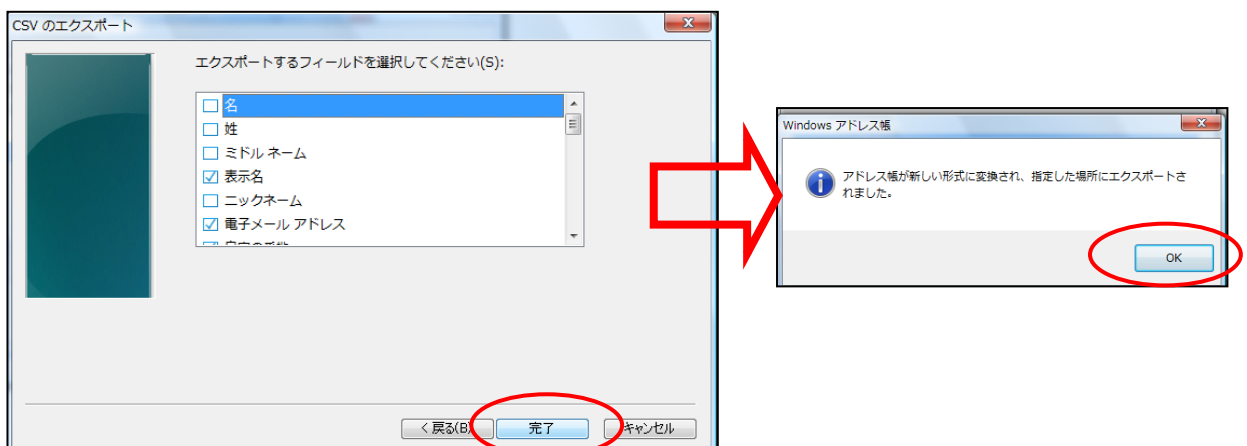 CSV のエクスポート
エクスポートするフィールドを選択してください(S):
名
姓
ミドル ネーム
表示名
ニックネーム
電子メール アドレス
< 戻る(B)
完了
キャンセル
Windows アドレス帳
アドレス帳が新しい形式に変換され、指定した場所にエクスポートさ
れました。
OK